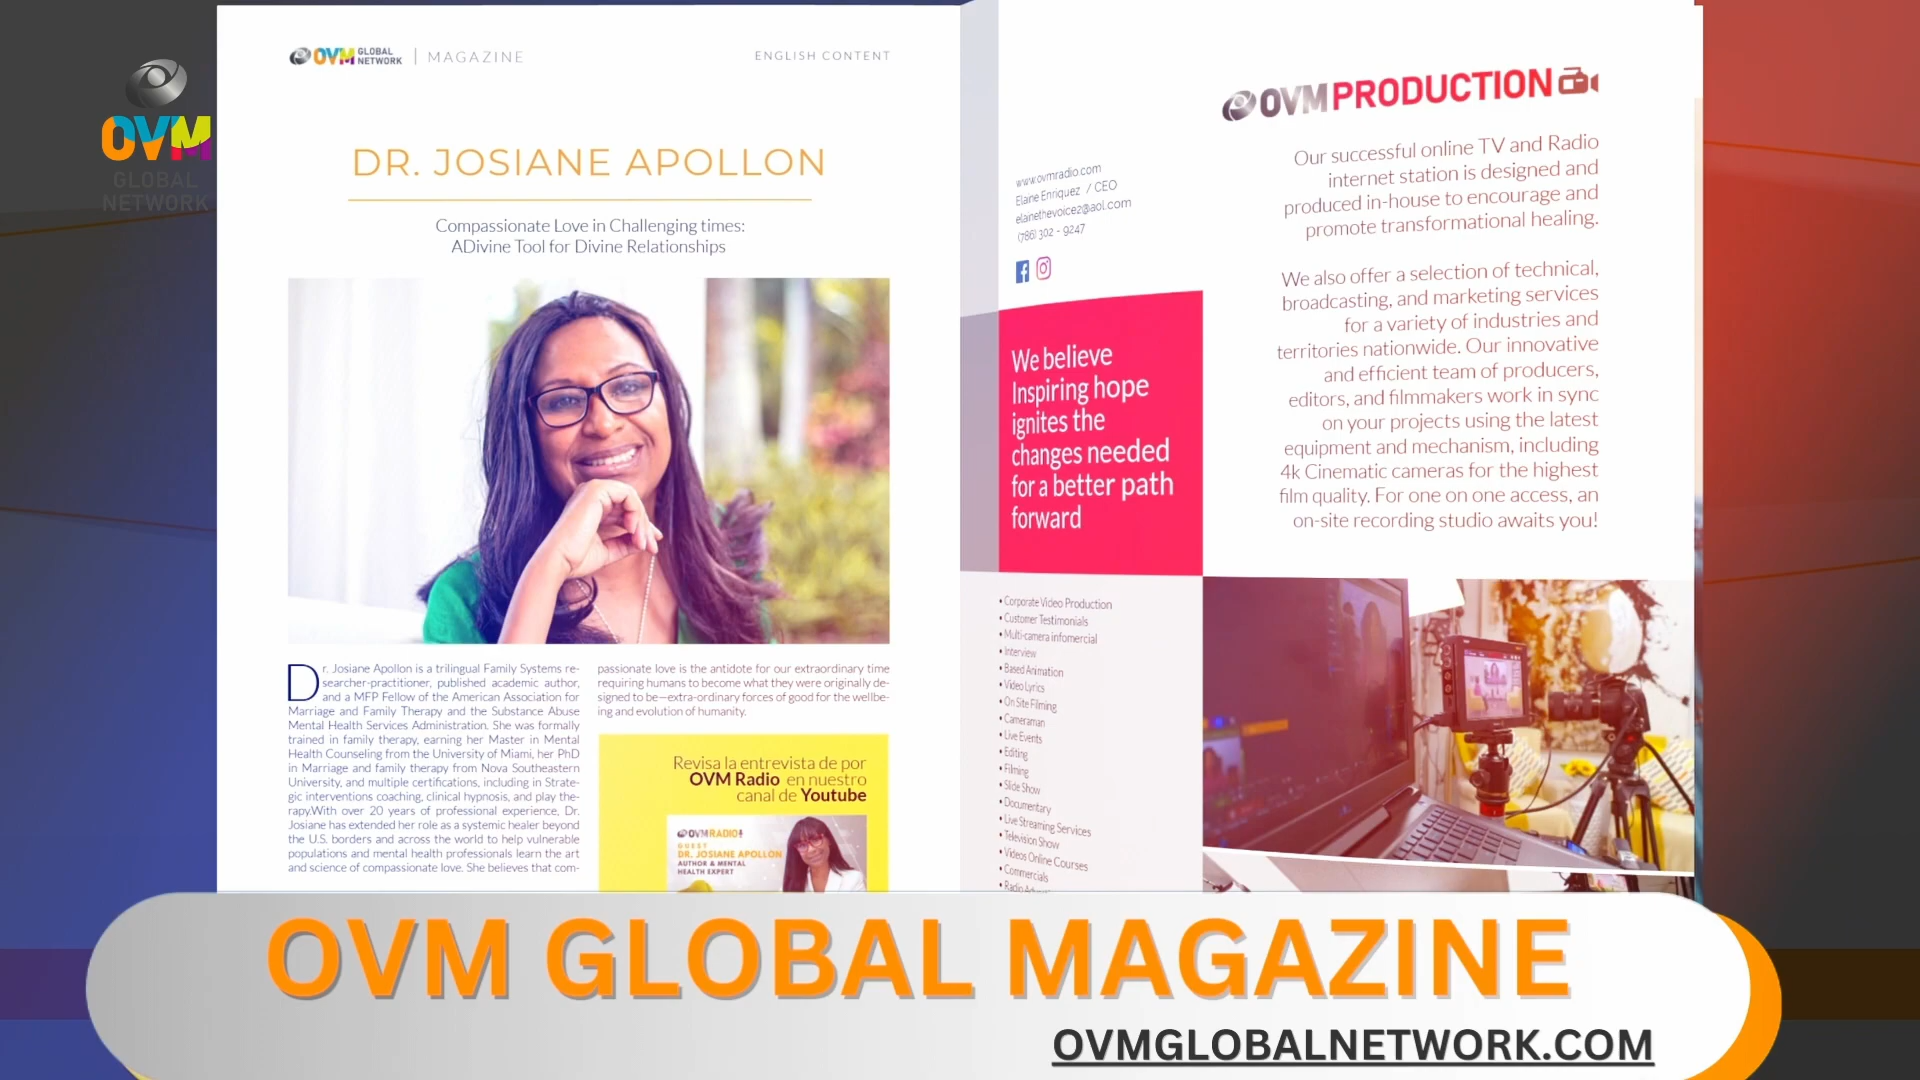 OVM
GLOBAL
NETWORK
OVM GLOBAL
NETWORK
MAGAZINE
ENGLISH CONTENT
DR. JOSIANE APOLLON
Compassionate Love in Challenging times:
ADivine Tool for Divine Relationships
Dr. Josiane Apollon is a trilingual Family Systems re-
searcher-practitioner, published academic author,
and a MFP Fellow of the American Association for
Marriage and Family Therapy and the Substance Abuse
Mental Health Services Administration. She was formally
trained in family therapy, earning her Master in Mental
Health Counseling from the University of Miami, her PhD
in Marriage and family therapy from Nova Southeastern
University, and multiple certifications, including in Strate-
gic interventions coaching, clinical hypnosis, and play the-
rapy.With over 20 years of professional experience, Dr.
Josiane has extended her role as a systemic healer beyond
the U.S. borders and across the world to help vulnerable
populations and mental health professionals learn the art
and science of compassionate love. She believes that com-
passionate love is the antidote for our extraordinary time
requiring humans to become what they were originally de-
signed to be—extra-ordinary forces of good for the wellbe-
ing and evolution of humanity.
Revisa la entrevista de por
OVM Radio en nuestro
canal de Youtube
OVMRADIO
GUEST
DR. JOSIANE APOLLON
AUTHOR & MENTAL
HEALTH EXPERT
OVMPRODUCTION
www.ovmradio.com
Elaine Enriquez / CEO
elanethevoice2@aol.com
(786) 302 - 9247
Our successful online TV and Radio
internet station is designed and
produced in-house to encourage and
promote transformational healing.
We also offer a selection of technical,
broadcasting, and marketing services
for a variety of industries and
territories nationwide. Our innovative
and efficient team of producers,
editors, and filmmakers work in sync
on your projects using the latest
equipment and mechanism, including
4k Cinematic cameras for the highest
film quality. For one on one access, an
on-site recording studio awaits you!
We believe
Inspiring hope
ignites the
changes needed
for a better path
forward
• Corporate Video Production
• Customer Testimonials
• Multi-camera infomercial
• Interview
• Based Animation
• Video Lyrics
• On Site Filming
• Cameraman
• Live Events
• Editing
• Filming
• Slide Show
• Documentary
• Live Streaming Services
• Television Show
• Videos Online Courses
• Commercials
• Radio
OVM GLOBAL MAGAZINE
OVMGLOBALNETWORK.COM